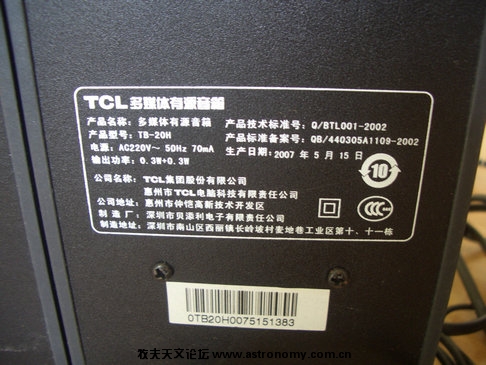 TCL多媒体有源音箱
产品名称：多媒体有源音箱 产品技术标准号：Q/BTL001-2002
产品型号：TB-20H 产品标准备案号：QB/440305A1109-2002
电源：AC220V～ 50Hz 70mA 生产日期：2007 年 5 月 15 日
输出功率：0.3W+0.3W
10
公司名称：TCL集团股份有限公司
惠州市TCL电脑科技有限责任公司
公司地址：惠州市仲恺高新技术开发区
制造厂：深圳市贝添利电子有限责任公司
制造地址：深圳市南山区西丽镇长岭坡村麦地巷工业区第十、十一栋
0TB20H0075151383
牧夫天文论坛 www.astronomy.com.cn